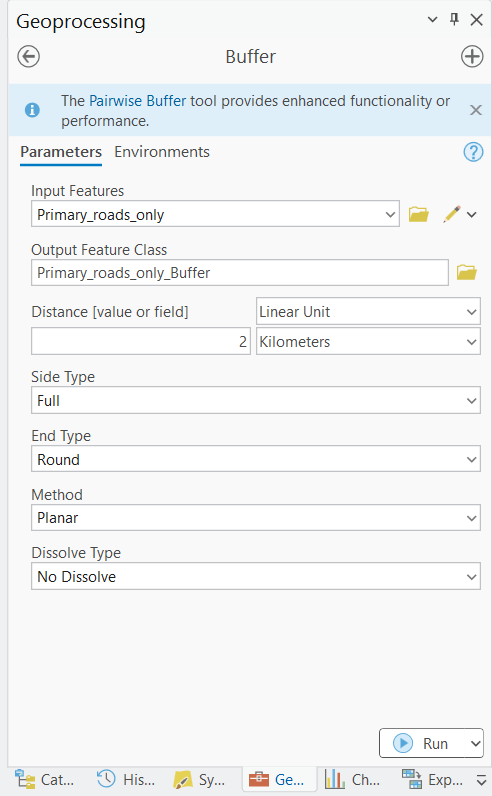 Geoprocessing
Buffer
The Pairwise Buffer tool provides enhanced functionality or
performance.
Parameters Environments
Input Features
Primary_roads_only
Output Feature Class
Primary_roads_only_Buffer
Distance [value or field] Linear Unit
2 Kilometers
Side Type
Full
End Type
Round
Method
Planar
Dissolve Type
No Dissolve
Run
Cat... His... Sy... Ge... Ch... Exp...